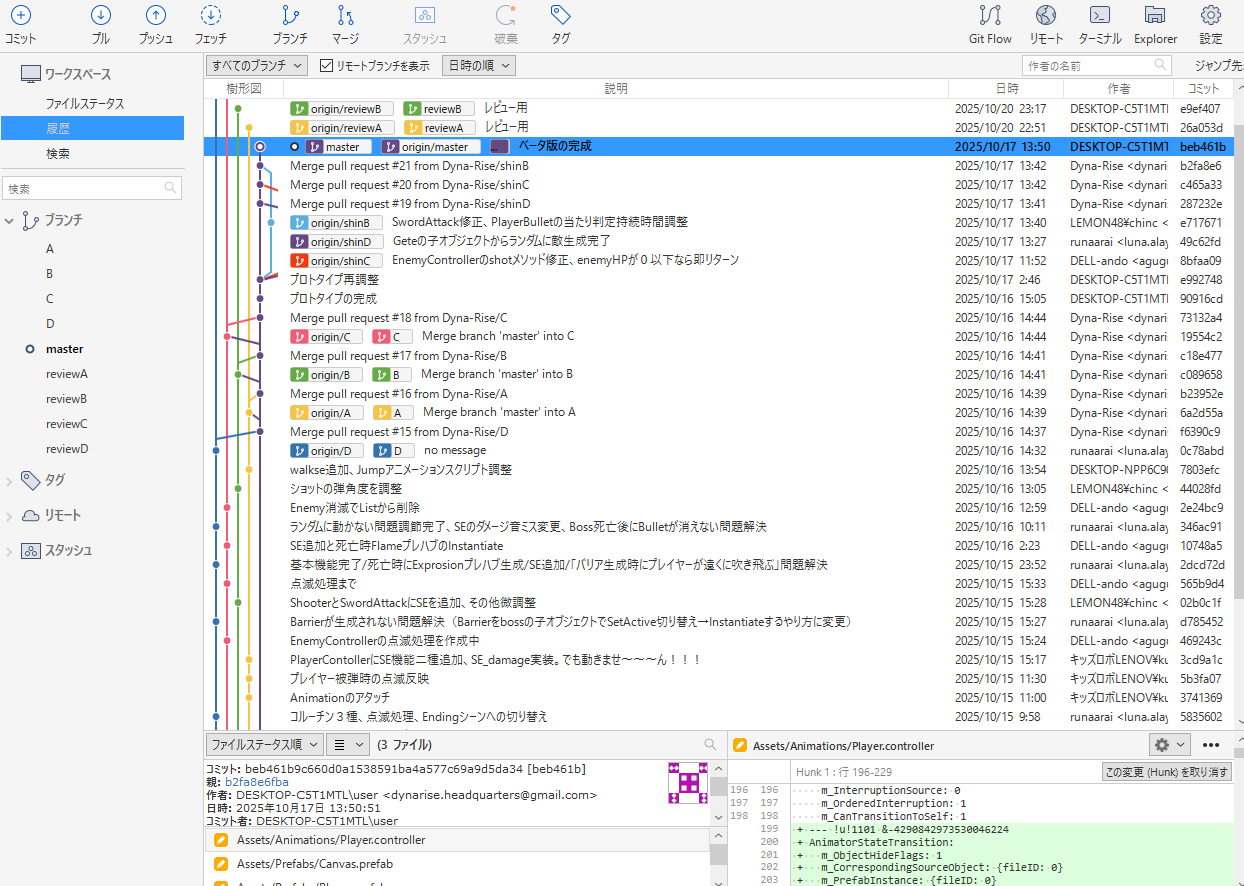 コミット プル プッシュ フェッチ ブランチ マージ スタッシュ 破棄 タグ Git Flow リモート ターミナル Explorer 設定
ワークスペース
ファイルステータス
履歴
検索
検索
ブランチ
A
B
C
D
master
reviewA
reviewB
reviewC
reviewD
タグ
リモート
スタッシュ
すべてのブランチ リモートブランチを表示 日時の順 作者の名前 ジャンプ先:
樹形図 説明 日時 作者 コミット
origin/reviewB reviewB レビュー用 2025/10/20 23:17 DESKTOP-C5T1MTl e9ef407
origin/reviewA reviewA レビュー用 2025/10/20 22:51 DESKTOP-C5T1MTl 26a053d
master origin/master ... ベータ版の完成 2025/10/17 13:50 DESKTOP-C5T1M1 beb461b
Merge pull request #21 from Dyna-Rise/shinB 2025/10/17 13:42 Dyna-Rise <dynaris b2fa8e6
Merge pull request #20 from Dyna-Rise/shinC 2025/10/17 13:42 Dyna-Rise <dynaris c465a33
Merge pull request #19 from Dyna-Rise/shinD 2025/10/17 13:41 Dyna-Rise <dynaris 287232e
origin/shinB SwordAttack修正、PlayerBulletの当たり判定持続時間調整 2025/10/17 13:40 LEMON48¥chinc < e717671
origin/shinD Geteの子オブジェクトからランダムに敵生成完了 2025/10/17 13:27 runaarai <luna.alay 49c62fd
origin/shinC EnemyControllerのshotメソッド修正、enemyHPが０以下なら即リターン 2025/10/17 11:52 DELL-ando <agugu 8bfaa09
プロトタイプ再調整 2025/10/17 2:46 DESKTOP-C5T1MTl e992748
プロトタイプの完成 2025/10/16 15:05 DESKTOP-C5T1MTl 90916cd
Merge pull request #18 from Dyna-Rise/C 2025/10/16 14:44 Dyna-Rise <dynaris 73132a4
origin/C C Merge branch 'master' into C 2025/10/16 14:44 Dyna-Rise <dynaris 19554c2
Merge pull request #17 from Dyna-Rise/B 2025/10/16 14:41 Dyna-Rise <dynaris c18e477
origin/B B Merge branch 'master' into B 2025/10/16 14:41 Dyna-Rise <dynaris c089658
Merge pull request #16 from Dyna-Rise/A 2025/10/16 14:39 Dyna-Rise <dynaris b23952e
origin/A A Merge branch 'master' into A 2025/10/16 14:39 Dyna-Rise <dynaris 6a2d55a
Merge pull request #15 from Dyna-Rise/D 2025/10/16 14:37 Dyna-Rise <dynaris f6390c9
origin/D D no message 2025/10/16 14:32 runaarai <luna.alay 0c78abd
walkse追加、Jumpアニメーションスクリプト調整 2025/10/16 13:54 DESKTOP-NPP6C90 7803efc
ショットの弾角度を調整 2025/10/16 13:05 LEMON48¥chinc < 44028fd
Enemy消滅でListから削除 2025/10/16 12:59 DELL-ando <agugu 2e24bc9
ランダムに動かない問題調節完了、SEのダメージ音ミス変更、Boss死亡後にBulletが消えない問題解決 2025/10/16 10:11 runaarai <luna.alay 346ac91
SE追加と死亡時FlameプレハブのInstantiate 2025/10/16 2:23 DELL-ando <agugu 10748a5
基本機能完了/死亡時にExprosionプレハブ生成/SE追加/「バリア生成時にプレイヤーが遠くに吹き飛ぶ」問題解決 2025/10/15 23:52 runaarai <luna.alay 2dcd72d
点滅処理まで 2025/10/15 15:33 DELL-ando <agugu 565b9d4
ShooterとSwordAttackにSEを追加、その他微調整 2025/10/15 15:28 LEMON48¥chinc < 02b0c1f
Barrierが生成されない問題解決（Barrierをbossの子オブジェクトでSetActive切り替え→Instantiateするやり方に変更） 2025/10/15 15:27 runaarai <luna.alay d785452
EnemyControllerの点滅処理を作成中 2025/10/15 15:24 DELL-ando <agugu 469243c
PlayerContollerにSE機能二種追加、SE_damage実装。でも動きませ～～～ん！！！ 2025/10/15 15:17 キッズロボLENOV¥ku 3cd9a1c
プレイヤー被弾時の点滅反映 2025/10/15 11:30 キッズロボLENOV¥ku 5b3fa07
Animationのアタッチ 2025/10/15 11:00 キッズロボLENOV¥ku 3741369
コルーチン３種、点滅処理、Endingシーンへの切り替え 2025/10/15 9:58 runaarai <luna.alay 5835602
ファイルステータス順 (3 ファイル)
コミット: beb461b9c660d0a1538591ba4a577c69a9d5da34 [beb461b]
親: b2fa8e6fba
作者: DESKTOP-C5T1MTL\user <dynarise.headquarters@gmail.com>
日時: 2025年10月17日 13:50:51
コミット者: DESKTOP-C5T1MTL\user
Assets/Animations/Player.controller
Assets/Prefabs/Canvas.prefab
Assets/Animations/Player.controller
Hunk 1 : 行 196-229 この変更 (Hunk) を取り消す
196 196 m_InterruptionSource: 0
197 197 m_OrderedInterruption: 1
198 198 m_CanTransitionToSelf: 1
199 + --- !u!1101 &-4290842973530046224
200 + AnimatorStateTransition:
201 + m_ObjectHideFlags: 1
202 + m_CorrespondingSourceObject: {fileID: 0}
203 + m_PrefabInstance: {fileID: 0}